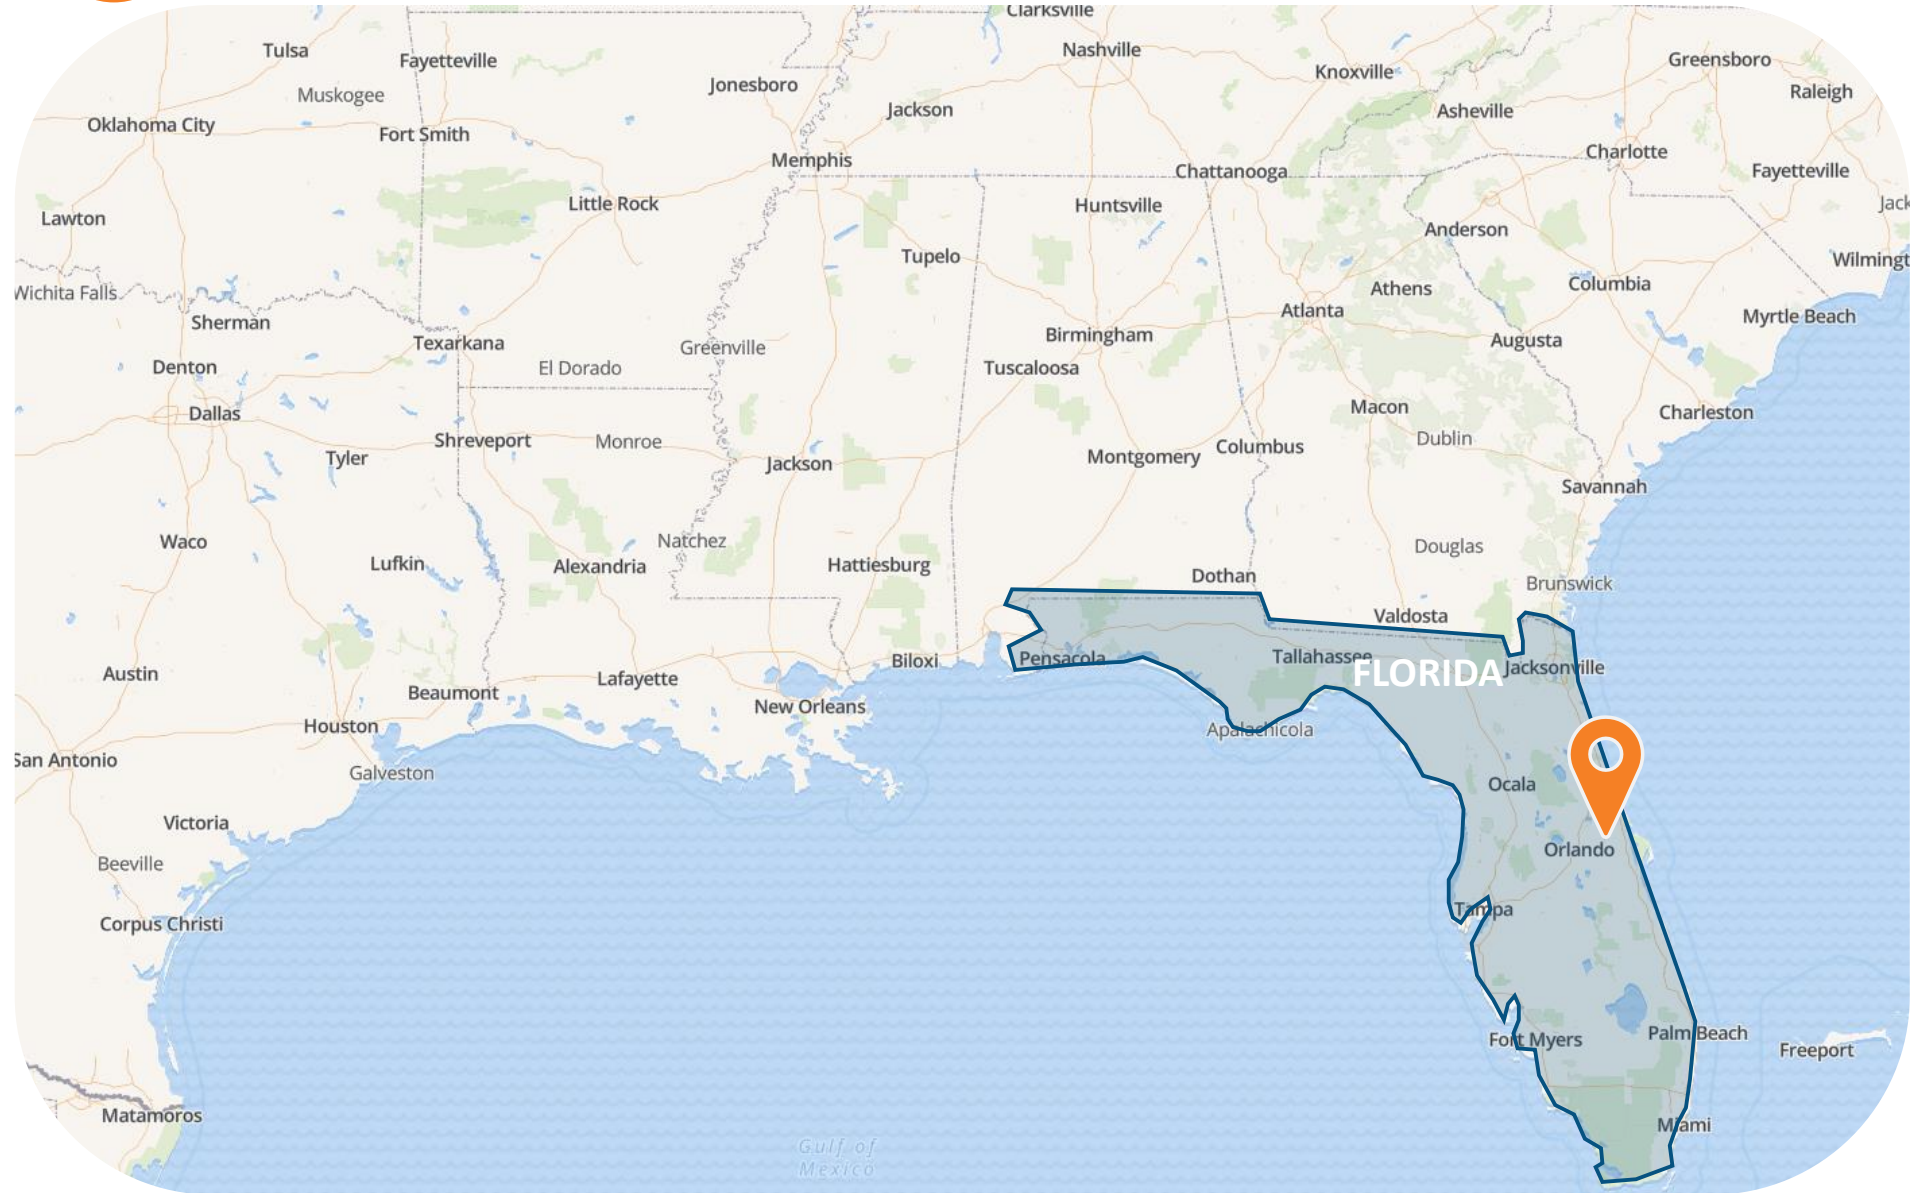 Clarksville
Tulsa
Fayetteville
Nashville
Greensboro
Knoxville
Jonesboro
Muskogee
Raleigh
Jackson
Asheville
Oklahoma City
Fort Smith
Memphis
Charlotte
Chattanooga
Fayetteville
Lawton
Little Rock
Huntsville
Jack
Anderson
Tupelo
Wilmingt
Wichita Falls
Athens
Columbia
Sherman
Atlanta
Myrtle Beach
Texarkana
Greenville
Birmingham
Augusta
Denton
El Dorado
Tuscaloosa
Dallas
Macon
Charleston
Shreveport
Monroe
Columbus
Dublin
Tyler
Jackson
Montgomery
Savannah
Waco
Natchez
Douglas
Lufkin
Alexandria
Hattiesburg
Dothan
Brunswick
Valdosta
Biloxi
Pensacola
Tallahassee
FLORIDA
Jacksonville
Austin
Beaumont
Lafayette
New Orleans
Houston
Apalachicola
San Antonio
Galveston
Ocala
Victoria
Orlando
Beeville
Corpus Christi
Tampa
Fort Myers
Palm Beach
Freeport
Matamoros
Miami
Gulf of
Mexico